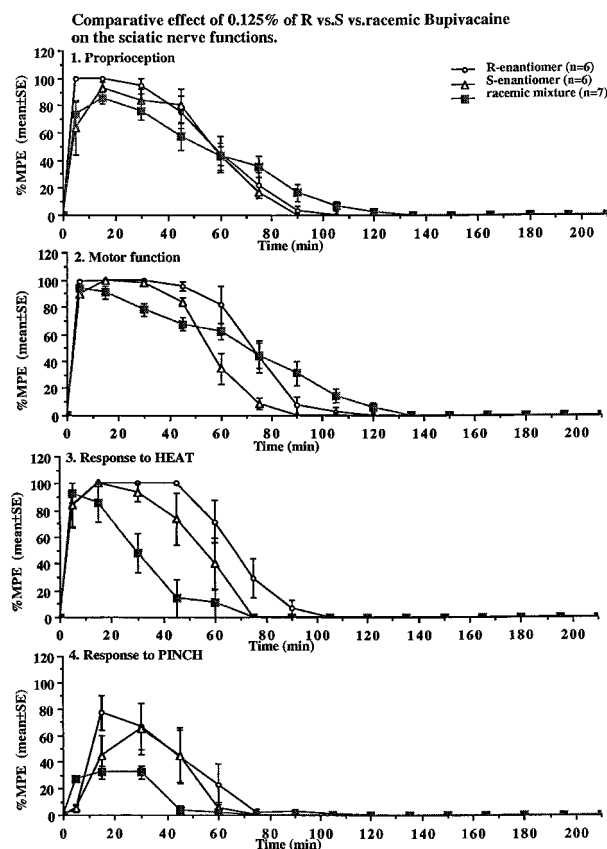 Comparative effect of 0.125% of R vs.S vs.racemic Bupivacaine
on the sciatic nerve functions.
1. Proprioception
R-enantiomer (n=6)
S-enantiomer (n=6)
racemic mixture (n=7)
%MPE (mean±SE)
120
100
80
60
40
20
0
0 20 40 60 80 100 120 140 160 180 200
Time (min)
2. Motor function
%MPE (mean±SE)
120
100
80
60
40
20
0
0 20 40 60 80 100 120 140 160 180 200
Time (min)
3. Response to HEAT
%MPE (mean±SE)
120
100
80
60
40
20
0
0 20 40 60 80 100 120 140 160 180 200
Time (min)
4. Response to PINCH
%MPE (mean±SE)
120
100
80
60
40
20
0
0 20 40 60 80 100 120 140 160 180 200
Time (min)